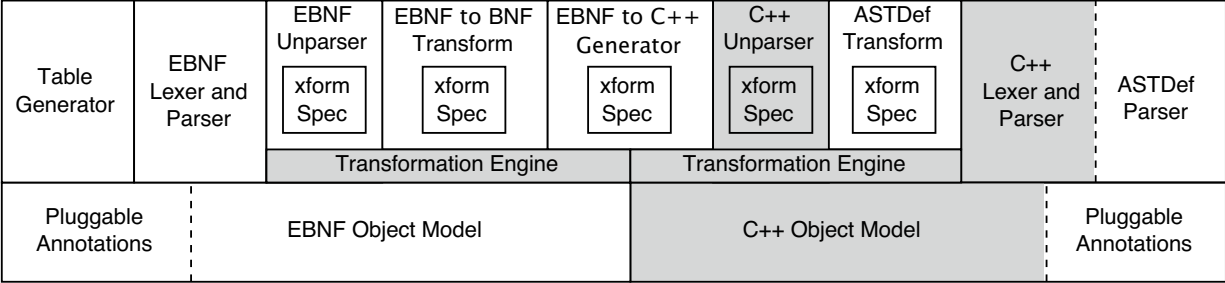 Table
Generator
EBNF
Lexer and
Parser
EBNF
Unparser
xform
Spec
EBNF to BNF
Transform
xform
Spec
EBNF to C++
Generator
xform
Spec
C++
Unparser
xform
Spec
ASTDef
Transform
xform
Spec
C++
Lexer and
Parser
ASTDef
Parser
Transformation Engine
Transformation Engine
Pluggable
Annotations
EBNF Object Model
C++ Object Model
Pluggable
Annotations